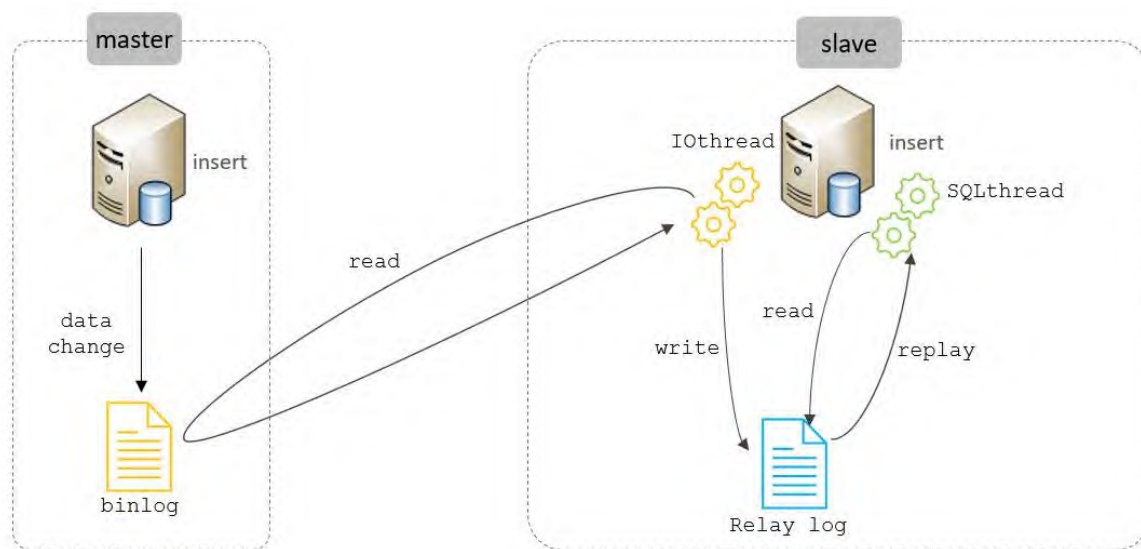 master
insert
data
change
binlog
read
slave
IOthread
insert
SQLthread
read
write
replay
Relay log